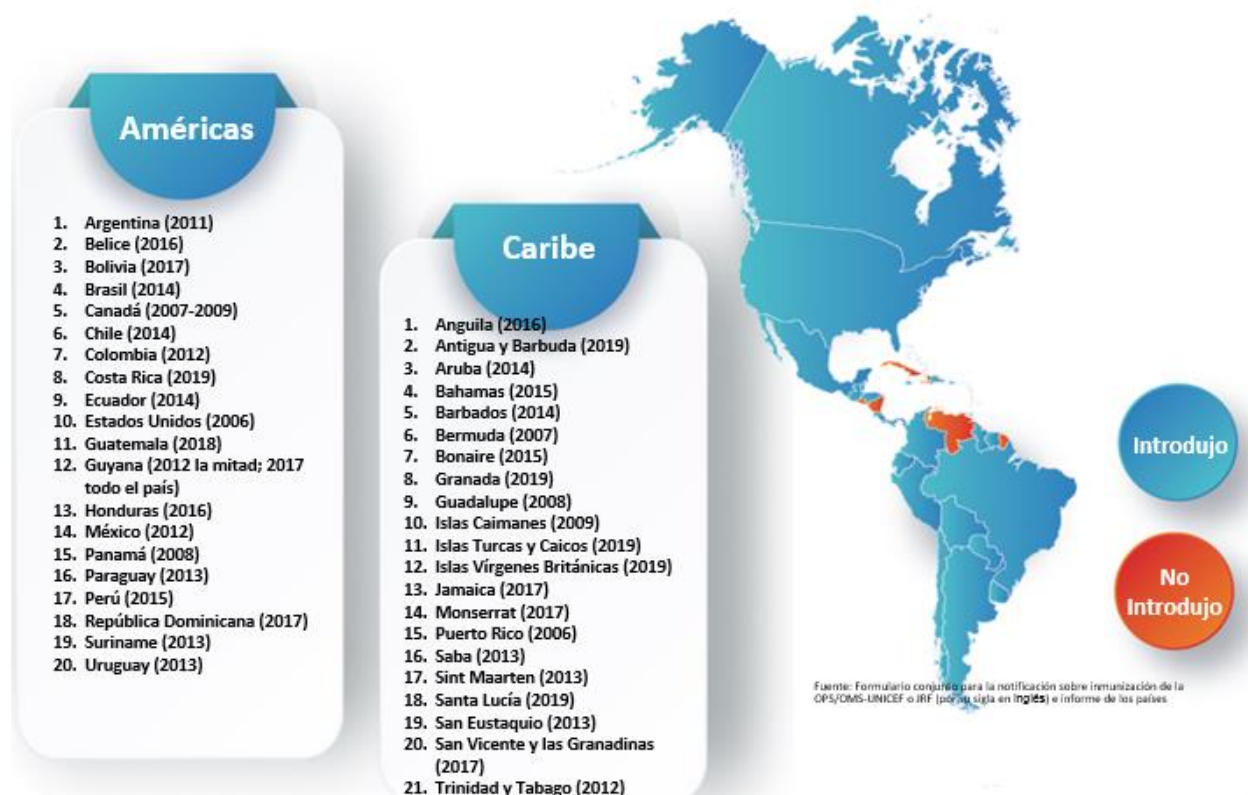 Américas
1. Argentina (2011)
2. Belice (2016)
3. Bolivia (2017)
4. Brasil (2014)
5. Canadá (2007-2009)
6. Chile (2014)
7. Colombia (2012)
8. Costa Rica (2019)
9. Ecuador (2014)
10. Estados Unidos (2006)
11. Guatemala (2018)
12. Guyana (2012 la mitad; 2017
todo el país)
13. Honduras (2016)
14. México (2012)
15. Panamá (2008)
16. Paraguay (2013)
17. Perú (2015)
18. República Dominicana (2017)
19. Suriname (2013)
20. Uruguay (2013)
Caribe
1. Anguila (2016)
2. Antigua y Barbuda (2019)
3. Aruba (2014)
4. Bahamas (2015)
5. Barbados (2014)
6. Bermuda (2007)
7. Bonaire (2015)
8. Granada (2019)
9. Guadalupe (2008)
10. Islas Caimanes (2009)
11. Islas Turcas y Caicos (2019)
12. Islas Vírgenes Británicas (2019)
13. Jamaica (2017)
14. Monserrat (2017)
15. Puerto Rico (2006)
16. Saba (2013)
17. Sint Maarten (2013)
18. Santa Lucía (2019)
19. San Eustaquio (2013)
20. San Vicente y las Granadinas
(2017)
21. Trinidad y Tabago (2012)
Introdujo
No
Introdujo
Fuente: Formulario conjunto para la notificación sobre inmunización de la
OPS/OMS-UNICEF o JRF (por su sigla en inglés) e informe de los países